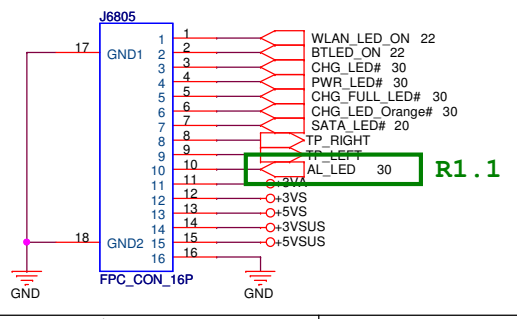 J6805
1 1 WLAN_LED_ON 22
17 GND1 2 2 BTLED_ON 22
3 3 CHG_LED# 30
4 4 PWR_LED# 30
5 5 CHG_FULL_LED# 30
6 6 CHG_LED_Orange# 30
7 7 SATA_LED# 20
8 8 TP_RIGHT
9 9 TP_LEFT
10 10 AL_LED 30 R1.1
11 11 +3VA
12 12 +3VS
13 13 +5VS
14 14 +3VSUS
18 GND2 15 15 +5VSUS
16 16
FPC_CON_16P
GND GND